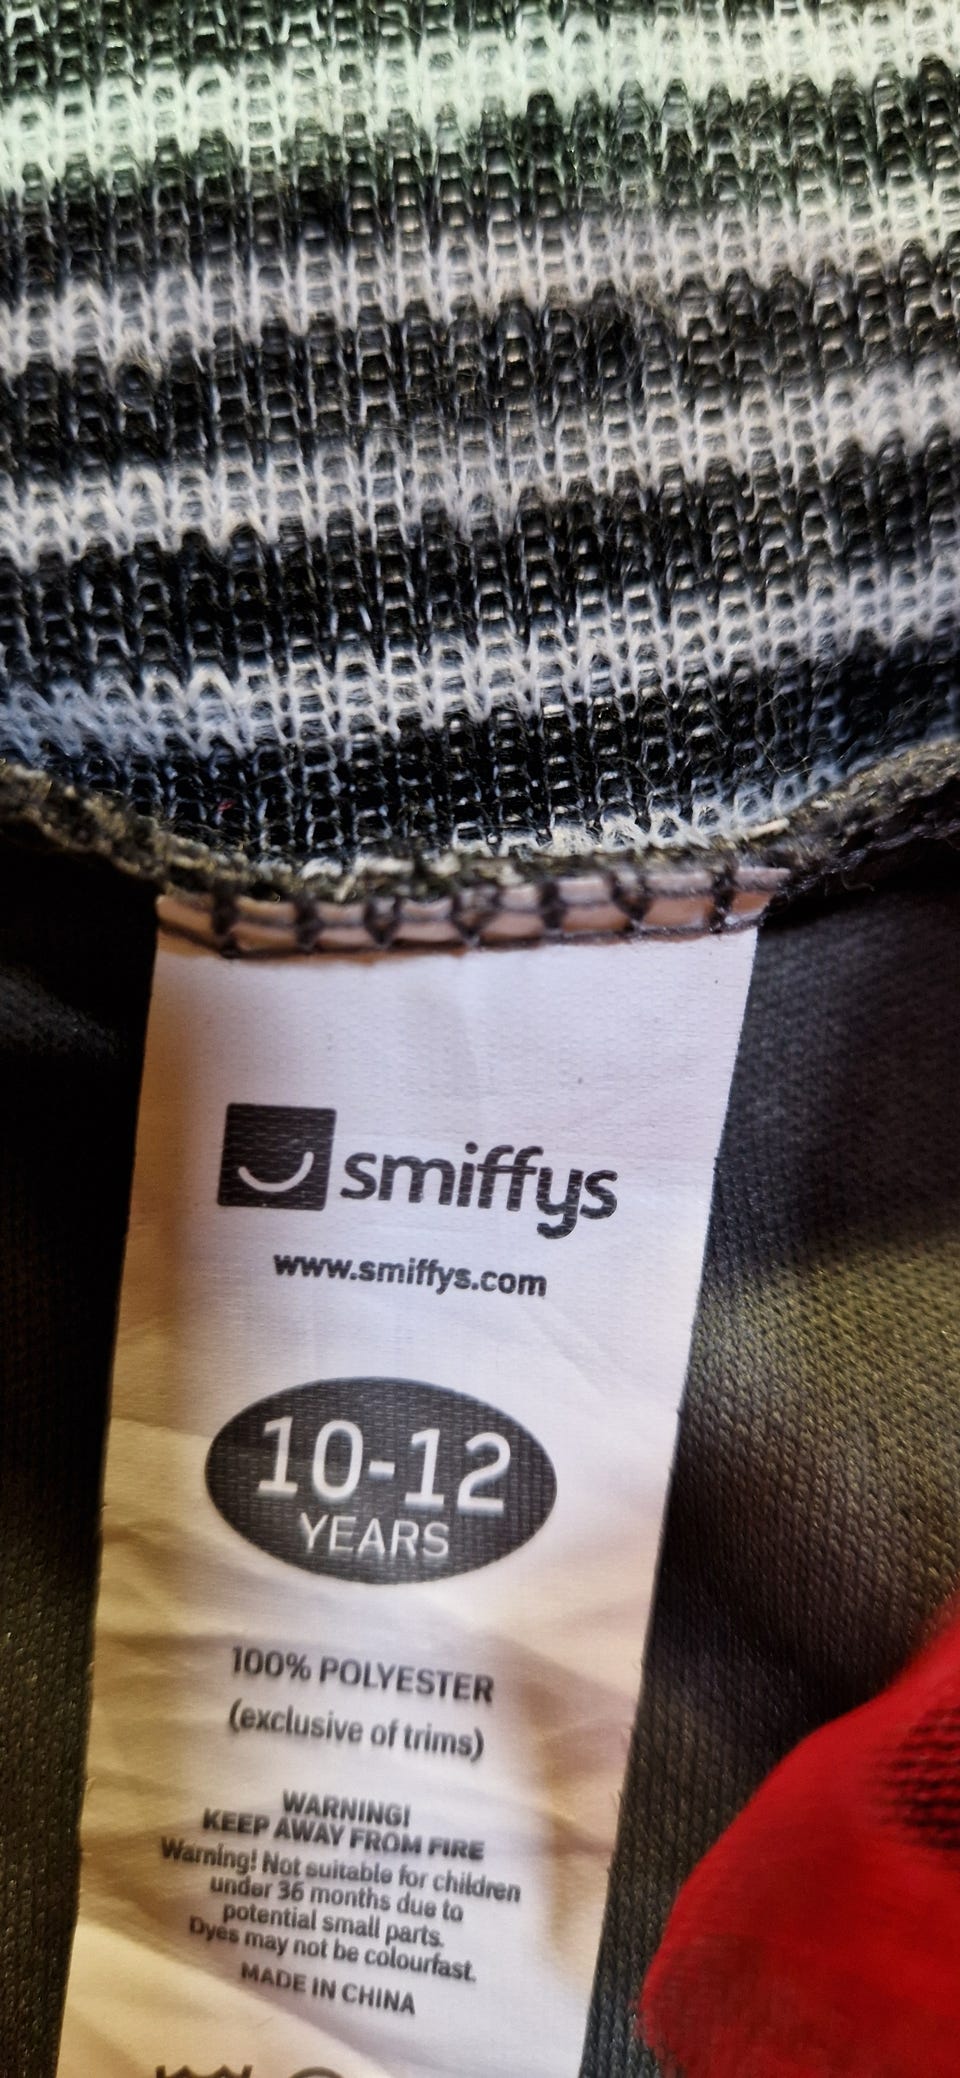 smiffys
www.smiffys.com
10-12
YEARS
100% POLYESTER
(exclusive of trims)
WARNING!
KEEP AWAY FROM FIRE
Warning! Not suitable for children
under 36 months due to
potential small parts.
Dyes may not be colourfast.
MADE IN CHINA